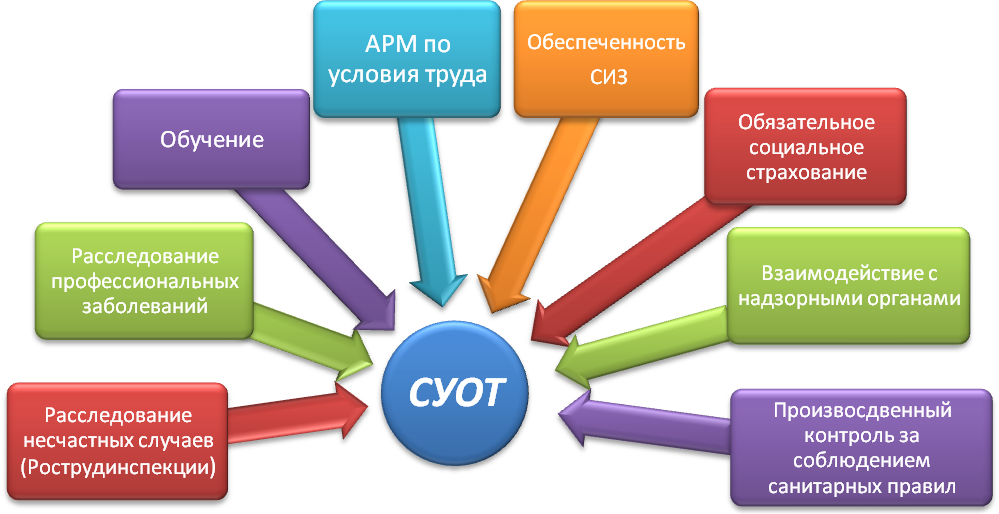 АРМ по
условия труда
Обеспеченность
СИЗ
Обучение
Обязательное
социальное
страхование
Расследование
профессиональных
заболеваний
Взаимодействие с
надзорными органами
СУОТ
Расследование
несчастных случаев
(Рострудинспекции)
Произвосдвенный
контроль за
соблюдением
санитарных правил